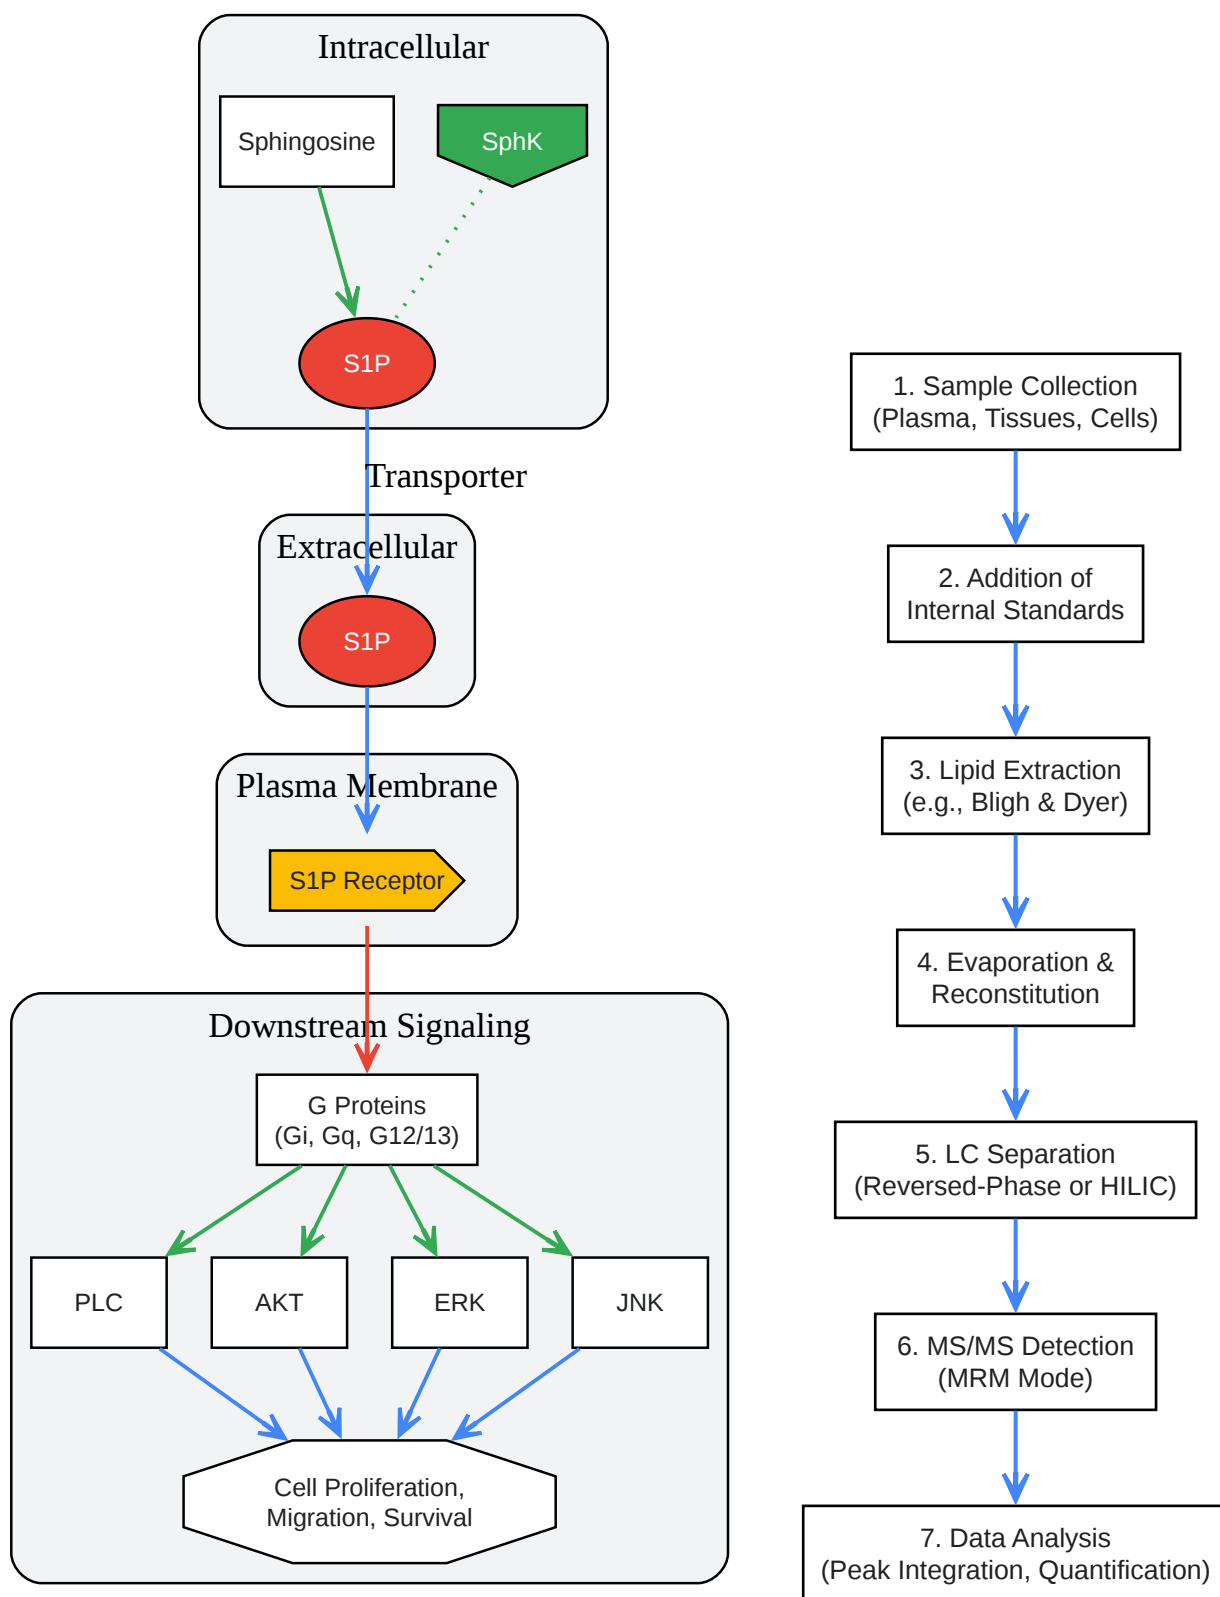 Intracellular
Sphingosine
SphK
S1P
Transporter
Extracellular
S1P
Plasma Membrane
S1P Receptor
Downstream Signaling
G Proteins
(Gi, Gq, G12/13)
PLC
AKT
ERK
JNK
Cell Proliferation,
Migration, Survival
1. Sample Collection
(Plasma, Tissues, Cells)
2. Addition of
Internal Standards
3. Lipid Extraction
(e.g., Bligh & Dyer)
4. Evaporation &
Reconstitution
5. LC Separation
(Reversed-Phase or HILIC)
6. MS/MS Detection
(MRM Mode)
7. Data Analysis
(Peak Integration, Quantification)